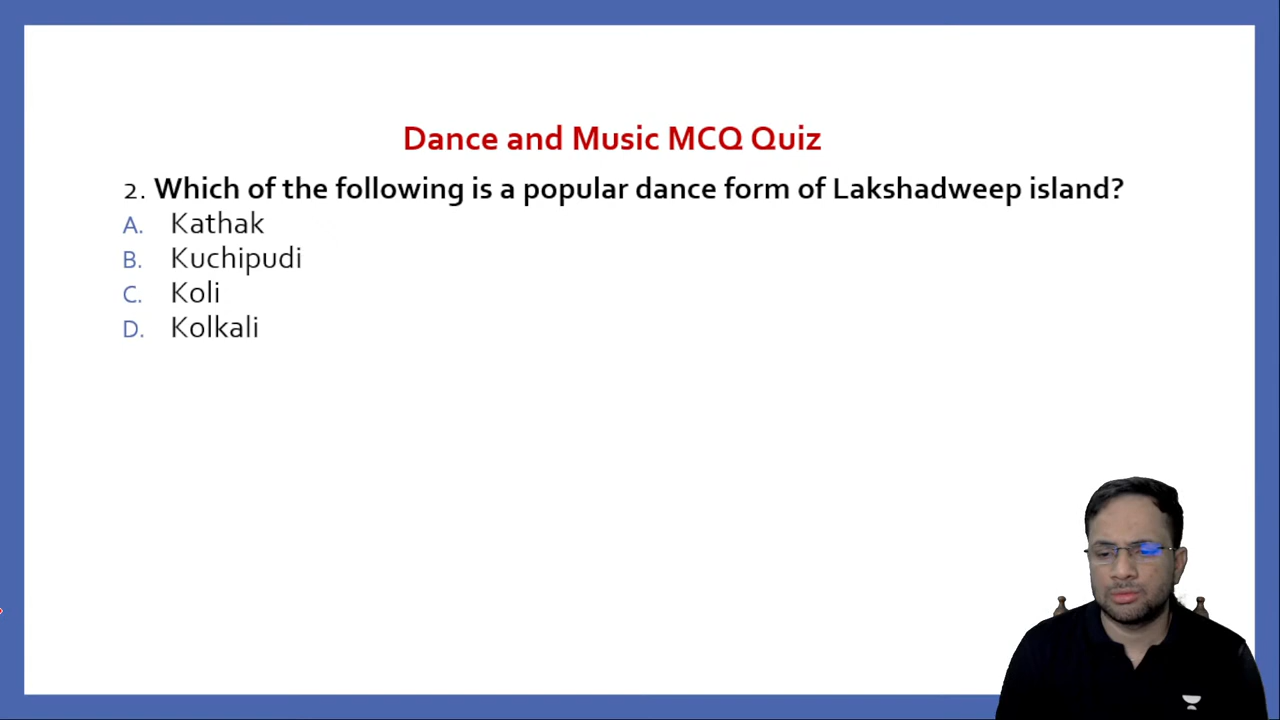 Dance and Music MCQ Quiz
2. Which of the following is a popular dance form of Lakshadweep island?
A. Kathak
B. Kuchipudi
C. Koli
D. Kolkali